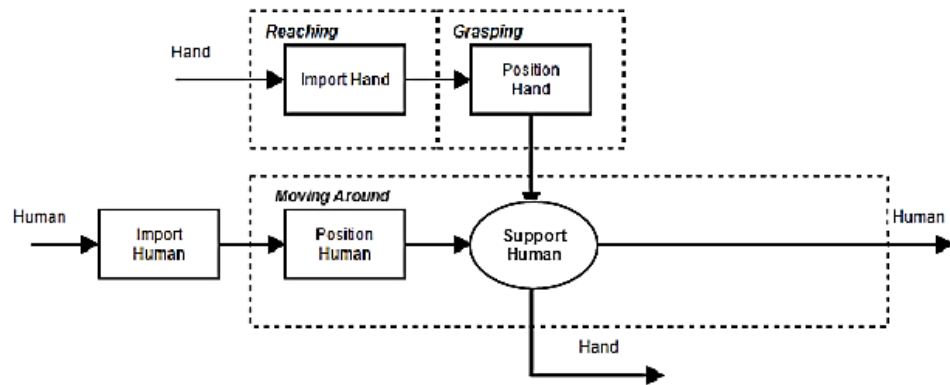 Reaching
Grasping
Hand
Import Hand
Position
Hand
Moving Around
Human
Human
Import
Human
Position
Human
Support
Human
Hand